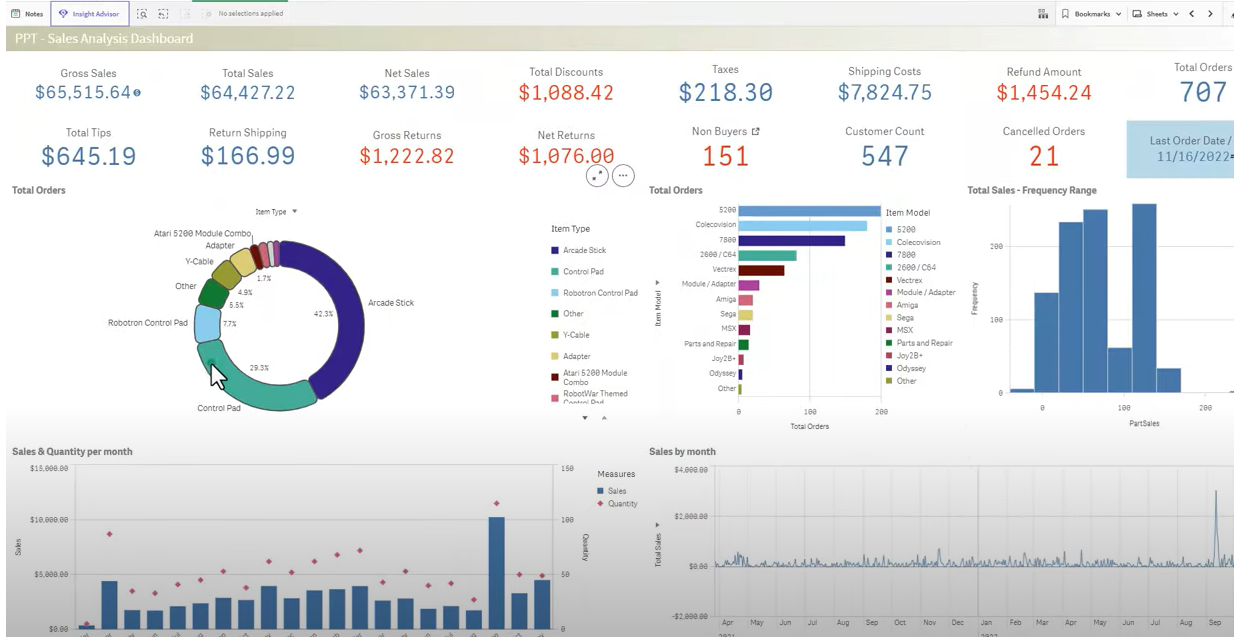 Notes
Insight Advisor
No selections applied
Bookmarks
Sheets
PPT - Sales Analysis Dashboard
Gross Sales
$65,515.64
Total Sales
$64,427.22
Net Sales
$63,371.39
Total Discounts
$1,088.42
Taxes
$218.30
Shipping Costs
$7,824.75
Refund Amount
$1,454.24
Total Orders
707
Total Tips
$645.19
Return Shipping
$166.99
Gross Returns
$1,222.82
Net Returns
$1,076.00
Non Buyers
151
Customer Count
547
Cancelled Orders
21
Last Order Date /
11/16/2022
Total Orders
Item Type
Atari 5200 Module Combo
Adapter
Y-Cable
Other
Robotron Control Pad
Control Pad
Arcade Stick
1.7%
4.9%
5.5%
7.7%
29.3%
42.3%
Item Type
Arcade Stick
Control Pad
Robotron Control Pad
Other
Y-Cable
Adapter
Atari 5200 Module
Combo
RobotWar Themed
Control Pad
Total Orders
Item Model
5200
Colecovision
7800
2600 / C64
Vectrex
Module / Adapter
Amiga
Sega
MSX
Parts and Repair
Joy2B+
Odyssey
Other
0
100
200
Total Orders
Item Model
5200
Colecovision
7800
2600 / C64
Vectrex
Module / Adapter
Amiga
Sega
MSX
Parts and Repair
Joy2B+
Odyssey
Other
Total Sales - Frequency Range
Frequency
200
100
0
0
100
200
PartSales
Sales & Quantity per month
Sales
$15,000.00
$10,000.00
$5,000.00
$0.00
150
100
50
0
Quantity
Measures
Sales
Quantity
Sales by month
Total Sales
$4,000.00
$2,000.00
$0.00
-$2,000.00
Apr
May
Jun
Jul
Aug
Sep
Oct
Nov
Dec
Jan
Feb
Mar
Apr
May
Jun
Jul
Aug
Sep